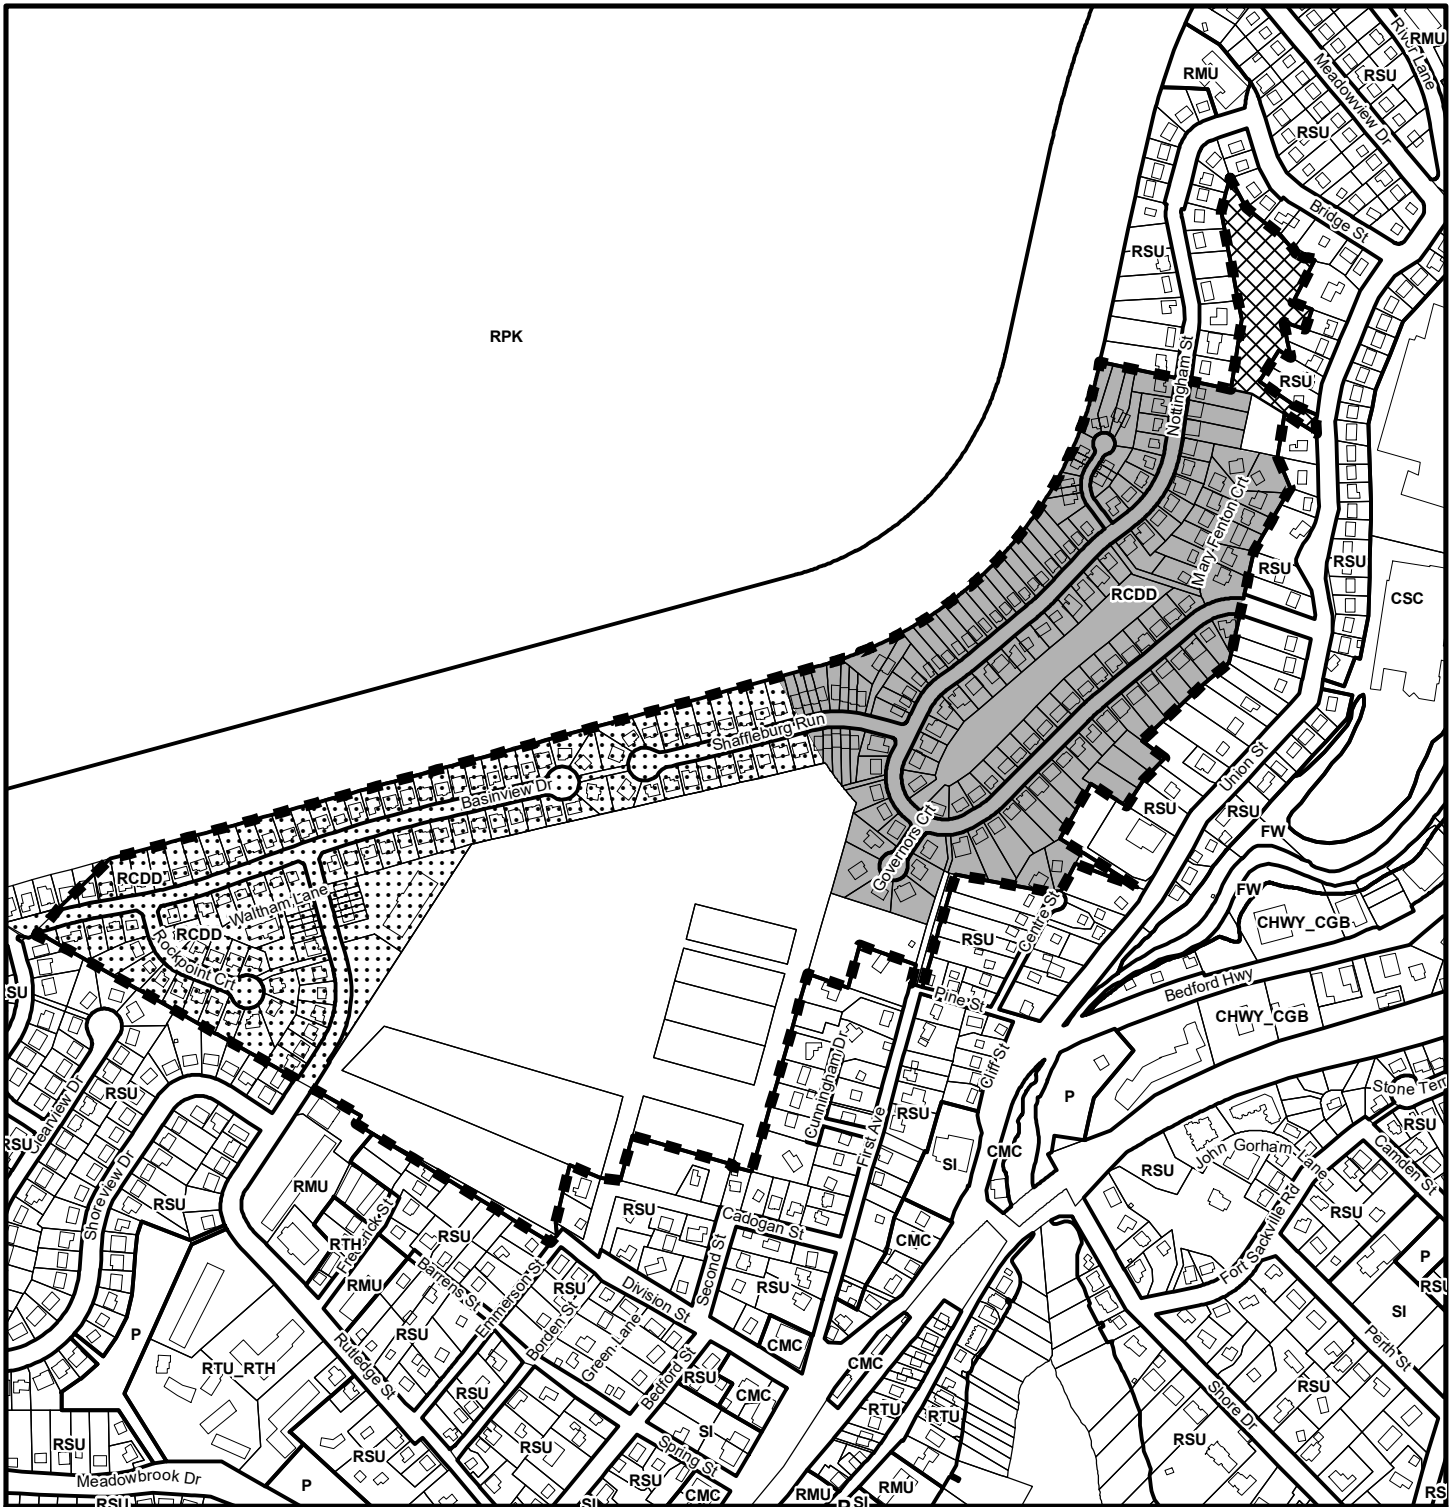 RMU
RMU
River Lane
RSU
Meadowview Dr
RSU
Bridge St
RSU
RPK
Nottingham St
RSU
Mary Fenton Crt
RSU
RSU
RCDD
CSC
Shaffleburg Run
Union St
Basinview Dr
RSU
RSU
FW
Governors Crt
RCDD
FW
Waltham Lane
CHWY_CGB
RCDD
Rockpoint Crt
RSU
Centre St
SU
Bedford Hwy
Pine St
CHWY_CGB
Cunningham Dr
Cliff St
Stone Terr
RSU
P
RSU
First Ave
RSU
RSU
CMC
John Gorham Lane
Camden St
SI
RSU
RMU
Shoreview Dr
RSU
RSU
Fort Sackville Rd
RSU
Cadogan St
RTH
Frederick St
RSU
CMC
P
Second St
RMU
Barrens St
Emmerson St
RSU
Division St
RSU
RSU
SI
P
RSU
Borden St
Green Lane
Perth St
Rutledge St
CMC
CMC
RTU_RTH
Bedford St
RSU
RSU
CMC
RSU
RTU
RTU
Shore Dr
SI
RSU
RSU
RSU
Spring St
RSU
RSU
Meadowbrook Dr
P
RSU
CMC
RMU
RMU
RSU
SI
SI
RS